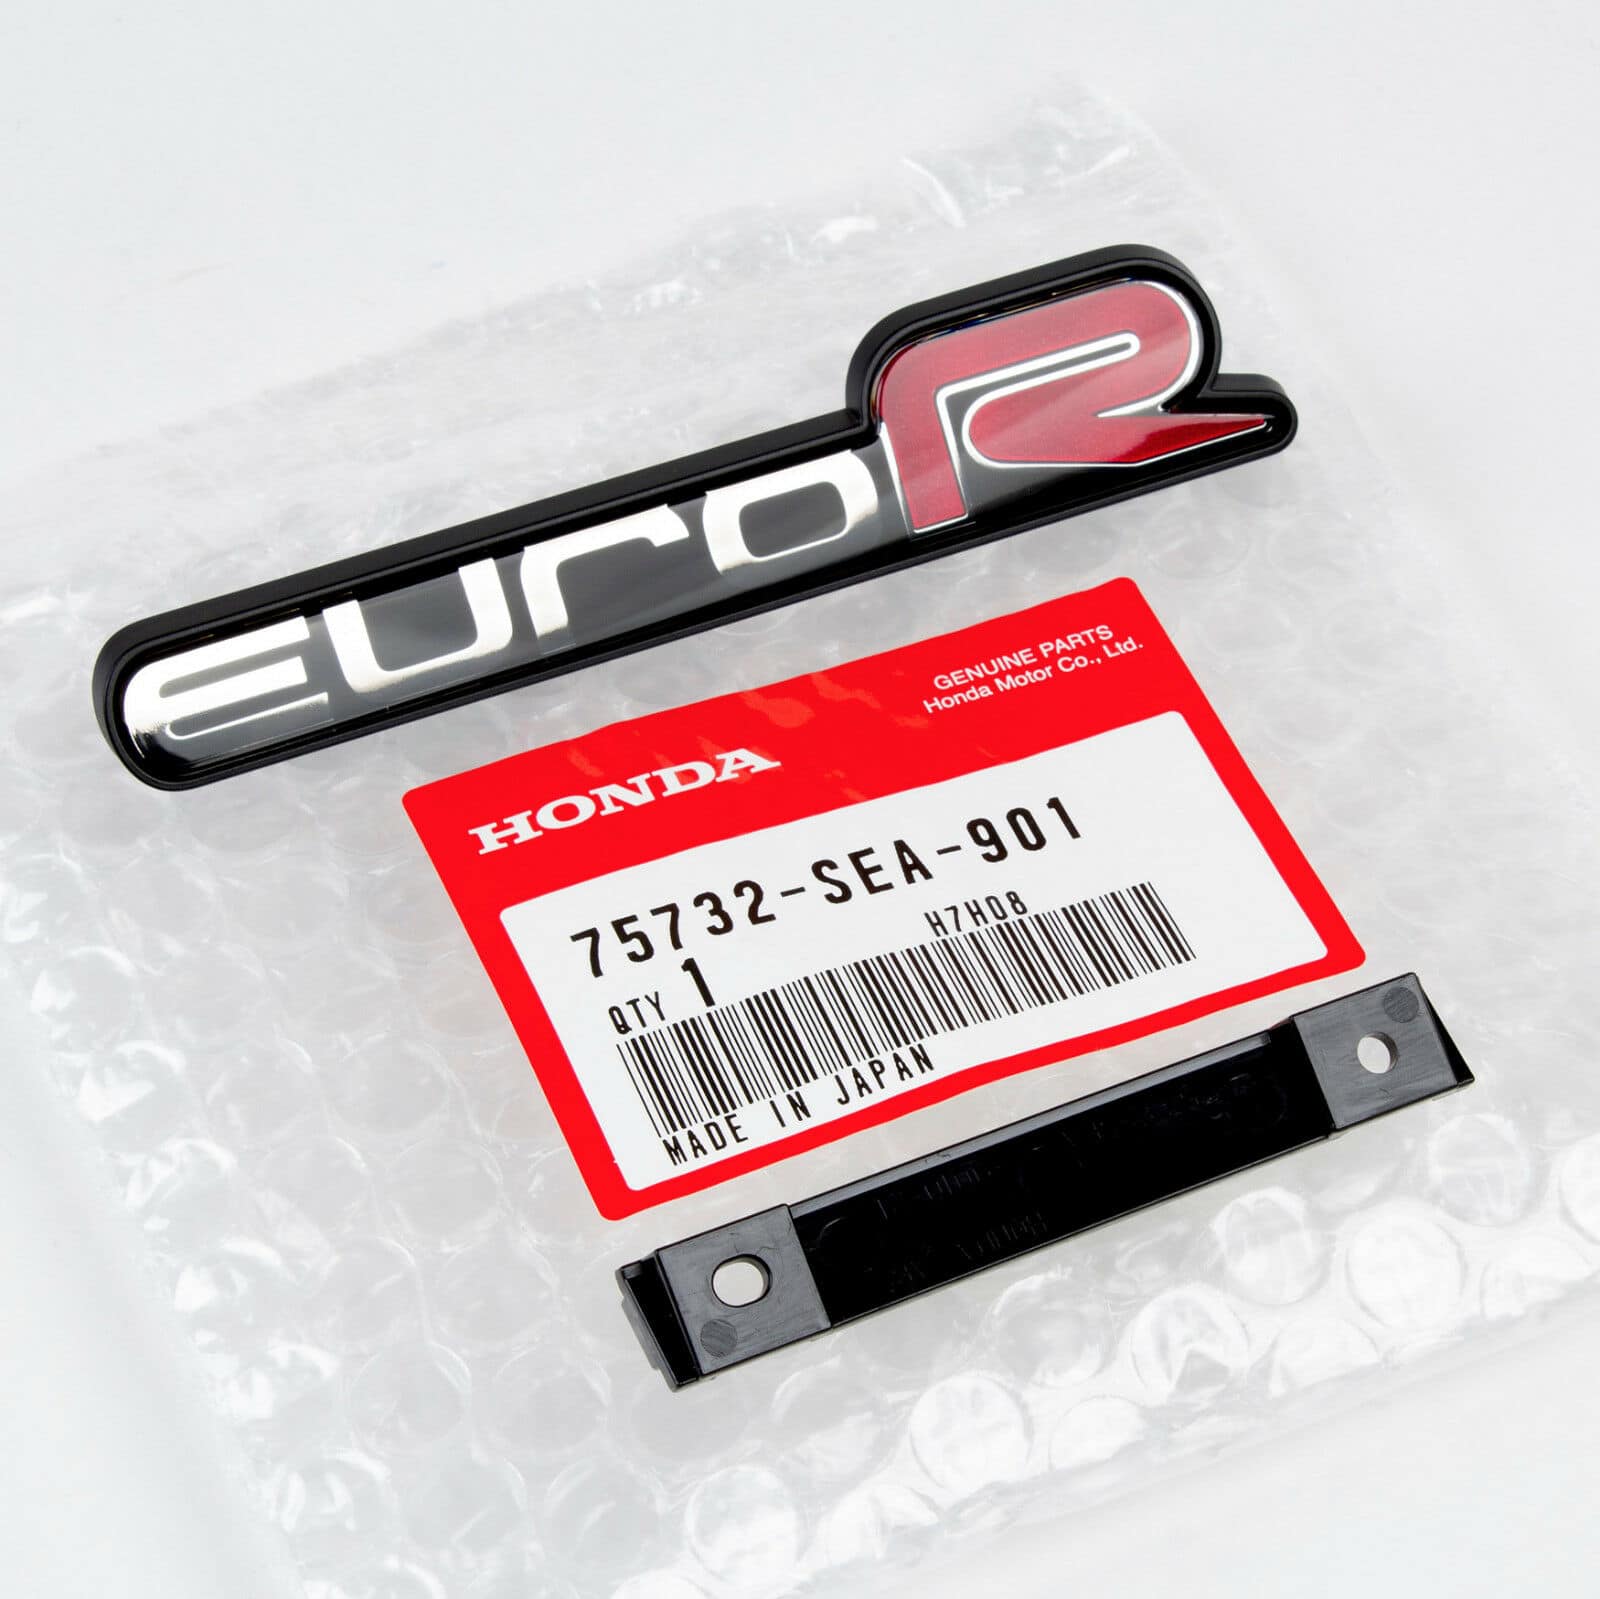 EUROR
GENUINE PARTS
Honda Motor Co., Ltd.
HONDA
75732-SEA-901
H7H08
QTY 1
MADE IN JAPAN